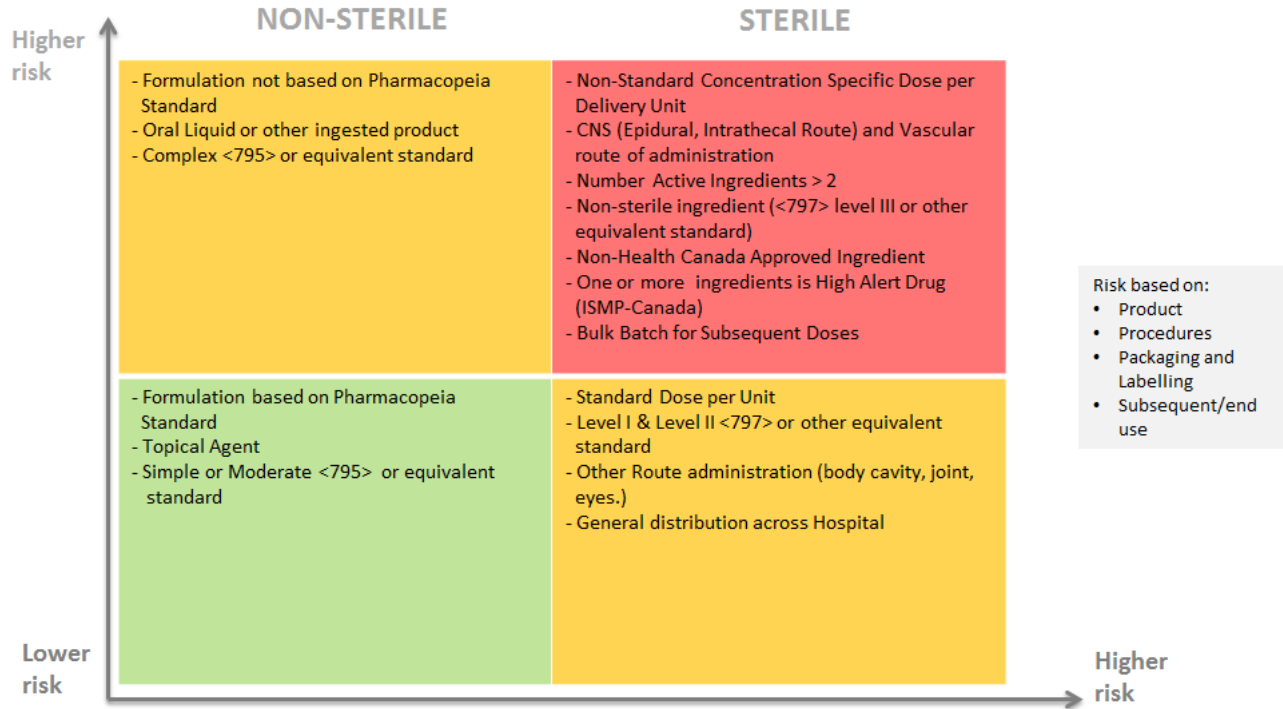 NON-STERILE
STERILE
Higher
risk
- Formulation not based on Pharmacopeia
Standard
- Oral Liquid or other ingested product
- Complex <795> or equivalent standard
- Non-Standard Concentration Specific Dose per
Delivery Unit
- CNS (Epidural, Intrathecal Route) and Vascular
route of administration
- Number Active Ingredients > 2
- Non-sterile ingredient (<797> level III or other
equivalent standard)
- Non-Health Canada Approved Ingredient
- One or more ingredients is High Alert Drug
(ISMP-Canada)
- Bulk Batch for Subsequent Doses
- Formulation based on Pharmacopeia
Standard
- Topical Agent
- Simple or Moderate <795> or equivalent
standard
- Standard Dose per Unit
- Level I & Level II <797> or other equivalent
standard
- Other Route administration (body cavity, joint,
eyes.)
- General distribution across Hospital
Risk based on:
• Product
• Procedures
• Packaging and
Labelling
• Subsequent/end
use
Lower
risk
Higher
risk